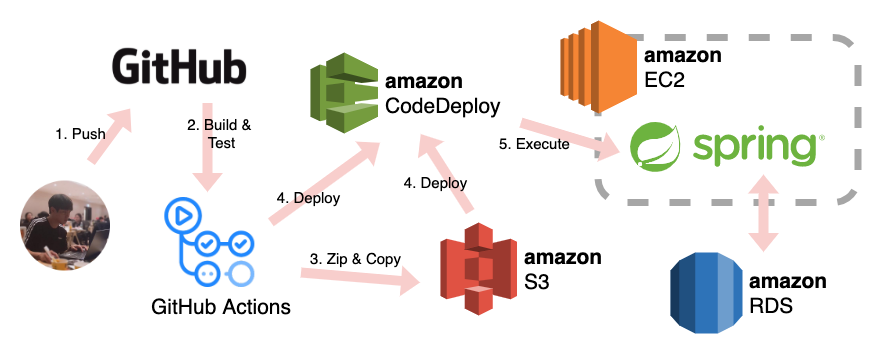 GitHub
1. Push
2. Build &
Test
amazon
CodeDeploy
amazon
EC2
5. Execute
spring®
4. Deploy
4. Deploy
3. Zip & Copy
GitHub Actions
amazon
S3
amazon
RDS